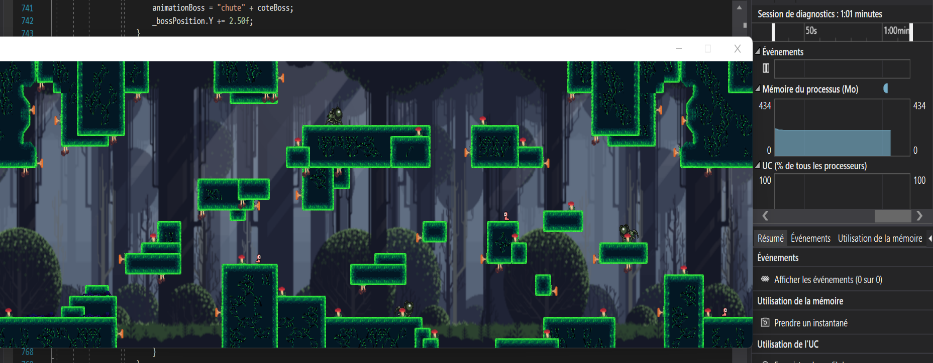 741 animationBoss = "chute" + coteBoss;
742 _bossPosition.Y += 2.50f;
743 }
Session de diagnostics : 1:01 minutes
50s 1:00min
Événements
Mémoire du processus (Mo)
434 434
0 0
UC (% de tous les processeurs)
100 100
Résumé Événements Utilisation de la mémoire
Événements
Afficher les événements (0 sur 0)
Utilisation de la mémoire
Prendre un instantané
Utilisation de l'UC
768 }